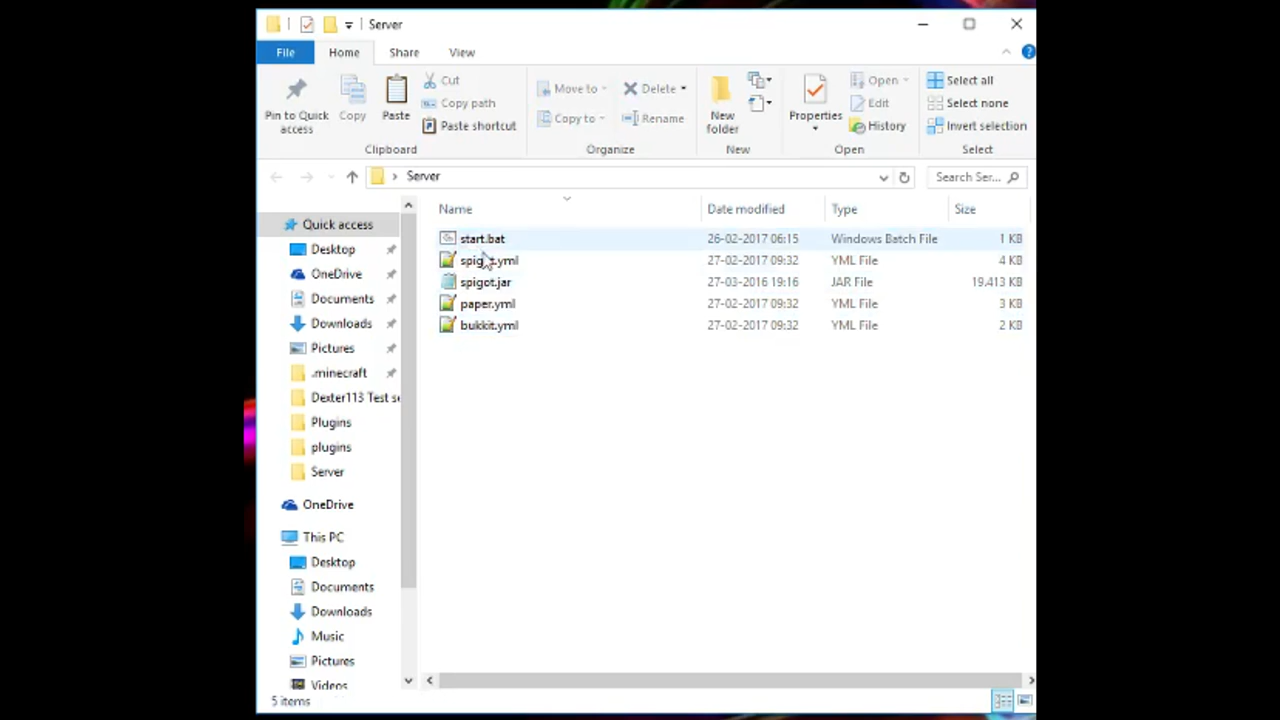 Server
File Home Share View
Pin to Quick access
Copy
Paste
Cut
Copy path
Paste shortcut
Clipboard
Move to
Copy to
Delete
Rename
Organize
New folder
New
Properties
Open
Edit
History
Open
Select all
Select none
Invert selection
Select
Server
Search Ser...
Quick access
Desktop
OneDrive
Documents
Downloads
Pictures
.minecraft
Dexter113 Test se
Plugins
plugins
Server
OneDrive
This PC
Desktop
Documents
Downloads
Music
Pictures
Videos
Name Date modified Type Size
start.bat 26-02-2017 06:15 Windows Batch File 1 KB
spigot.yml 27-02-2017 09:32 YML File 4 KB
spigot.jar 27-03-2016 19:16 JAR File 19.413 KB
paper.yml 27-02-2017 09:32 YML File 3 KB
bukkit.yml 27-02-2017 09:32 YML File 2 KB
5 items